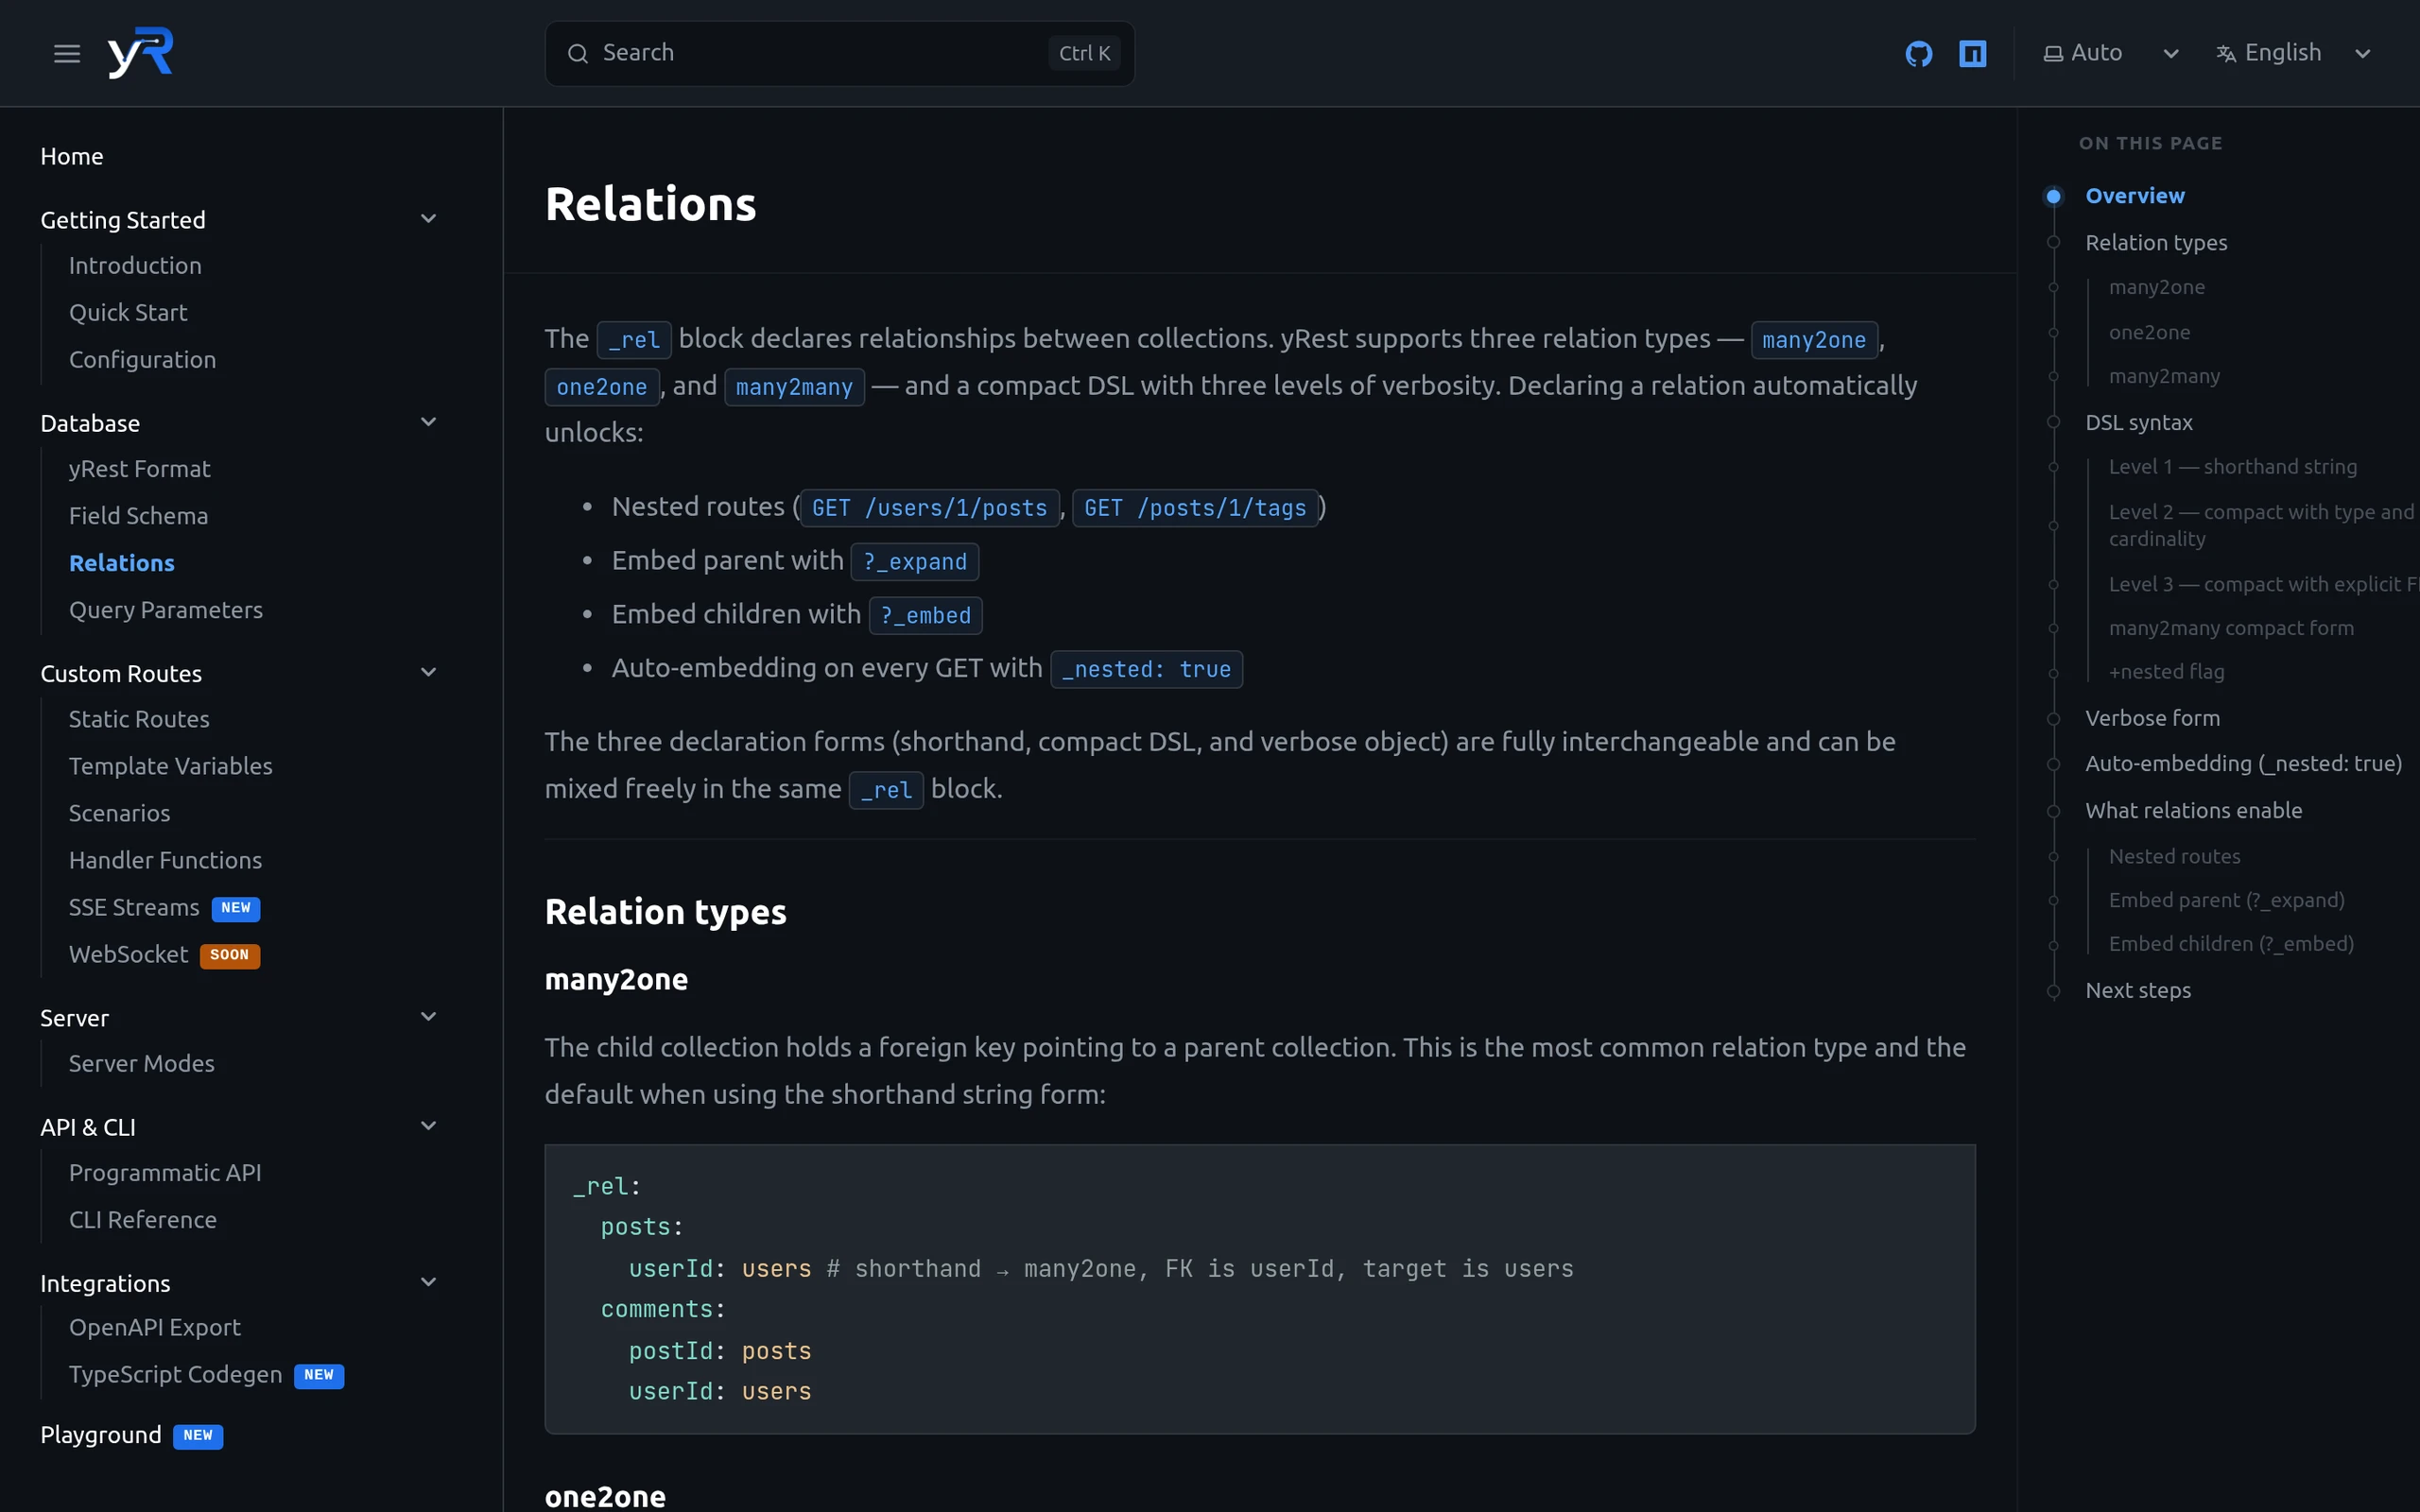 yR
Search
Ctrl K
Auto
English
Home
Getting Started
Introduction
Quick Start
Configuration
Database
yRest Format
Field Schema
Relations
Query Parameters
Custom Routes
Static Routes
Template Variables
Scenarios
Handler Functions
SSE Streams NEW
WebSocket SOON
Server
Server Modes
API & CLI
Programmatic API
CLI Reference
Integrations
OpenAPI Export
TypeScript Codegen NEW
Playground NEW
Relations
The _rel block declares relationships between collections. yRest supports three relation types — many2one,
one2one, and many2many — and a compact DSL with three levels of verbosity. Declaring a relation automatically
unlocks:
• Nested routes (GET /users/1/posts, GET /posts/1/tags)
• Embed parent with ?_expand
• Embed children with ?_embed
• Auto-embedding on every GET with _nested: true
The three declaration forms (shorthand, compact DSL, and verbose object) are fully interchangeable and can be
mixed freely in the same _rel block.
Relation types
many2one
The child collection holds a foreign key pointing to a parent collection. This is the most common relation type and the
default when using the shorthand string form:
_rel:
  posts:
    userId: users # shorthand → many2one, FK is userId, target is users
  comments:
    postId: posts
    userId: users
one2one
ON THIS PAGE
Overview
Relation types
many2one
one2one
many2many
DSL syntax
Level 1 — shorthand string
Level 2 — compact with type and
cardinality
Level 3 — compact with explicit F
many2many compact form
+nested flag
Verbose form
Auto-embedding (_nested: true)
What relations enable
Nested routes
Embed parent (?_expand)
Embed children (?_embed)
Next steps